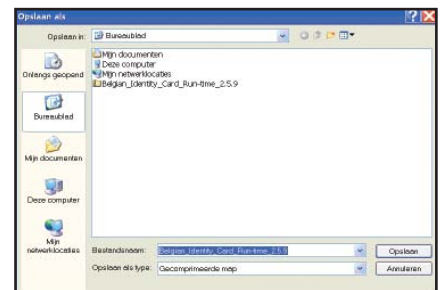 Opslaan als
Opslaan in:
Bureaublad
Mijn documenten
Deze computer
Mijn netwerklocaties
Belgian_Identity_Card_Run-time_2.5.9
Onlangs geopend
Bureaublad
Mijn documenten
Deze computer
Mijn
netwerklocaties
Bestandsnaam:
Belgian_Identity_Card_Run-time_2.5.9
Opslaan
Opslaan als type:
Gecomprimeerde map
Annuleren